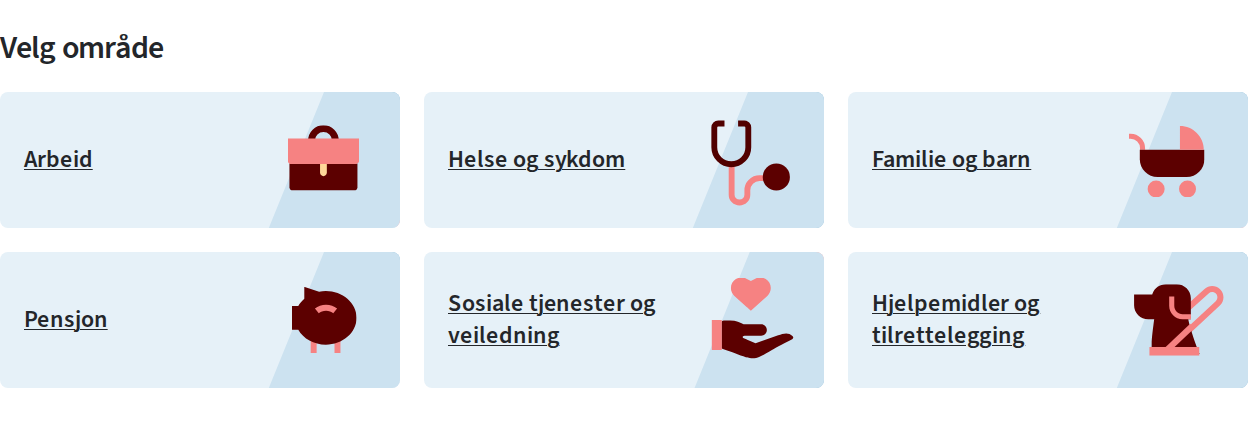 Velg område
Arbeid
Helse og sykdom
Familie og barn
Pensjon
Sosiale tjenester og
veiledning
Hjelpemidler og
tilrettelegging